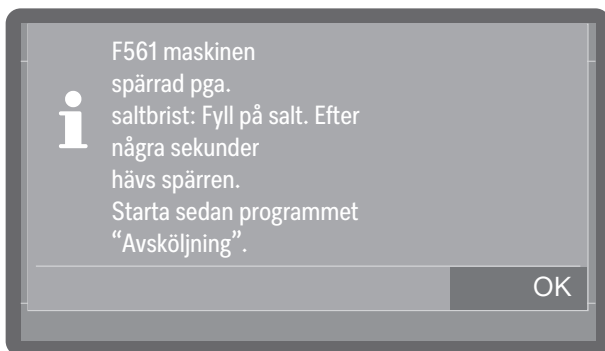 F561 maskinen
spärrad pga.
saltbrist: Fyll på salt. Efter
några sekunder
hävs spärren.
Starta sedan programmet
“Avsköljning”.
OK